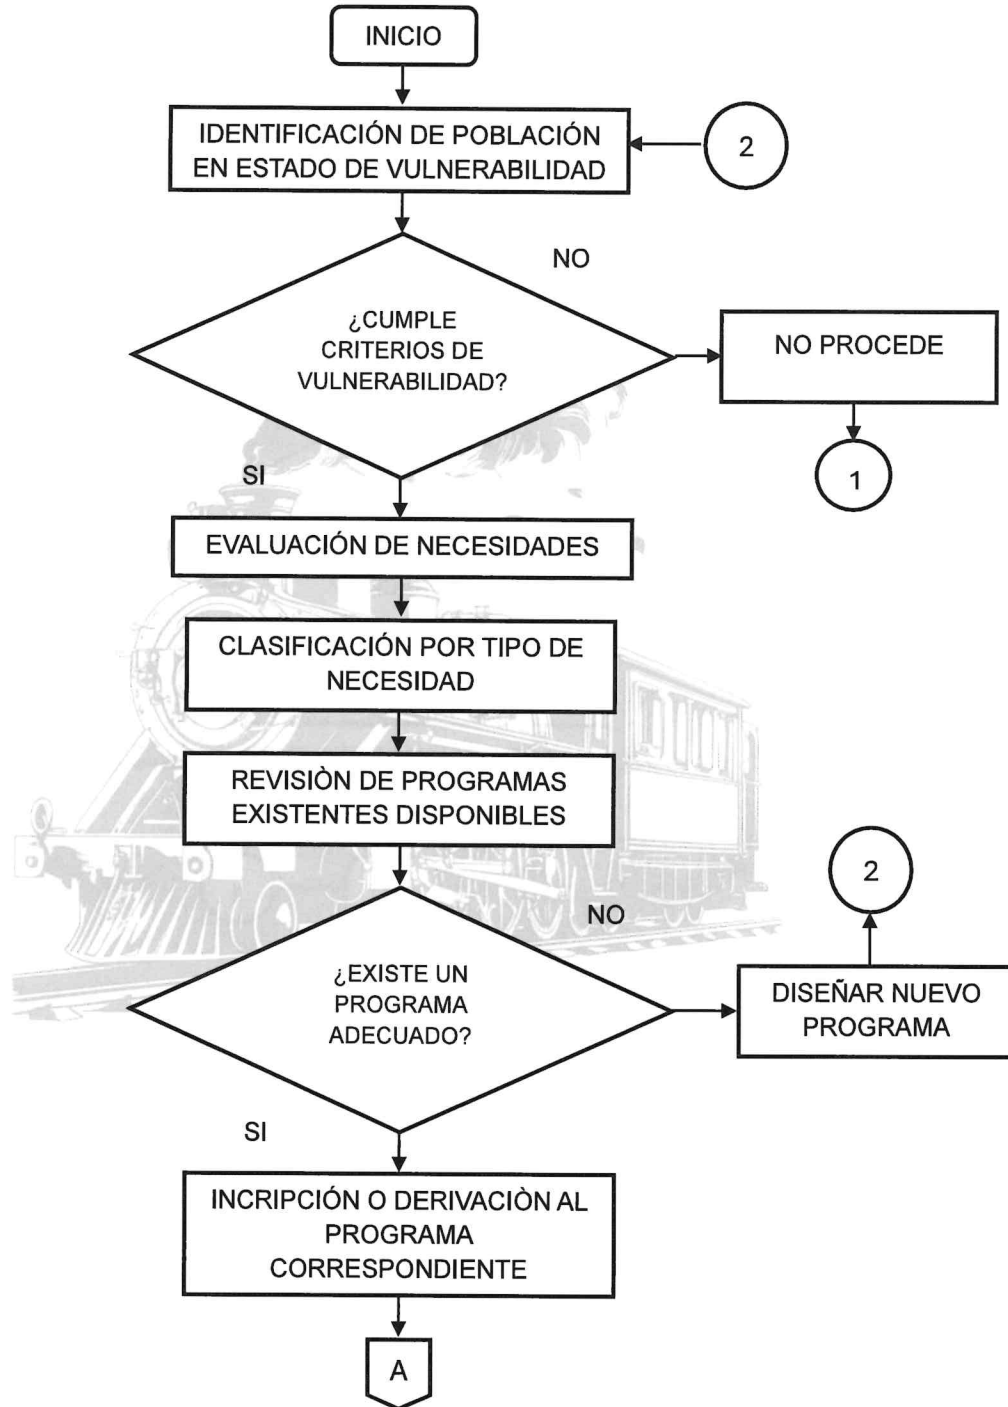 INICIO
IDENTIFICACIÓN DE POBLACIÓN
EN ESTADO DE VULNERABILIDAD
2
NO
¿CUMPLE
CRITERIOS DE
VULNERABILIDAD?
NO PROCEDE
1
SI
EVALUACIÓN DE NECESIDADES
CLASIFICACIÓN POR TIPO DE
NECESIDAD
REVISIÒN DE PROGRAMAS
EXISTENTES DISPONIBLES
2
NO
¿EXISTE UN
PROGRAMA
ADECUADO?
DISEÑAR NUEVO
PROGRAMA
SI
INCRIPCIÓN O DERIVACIÒN AL
PROGRAMA
CORRESPONDIENTE
A